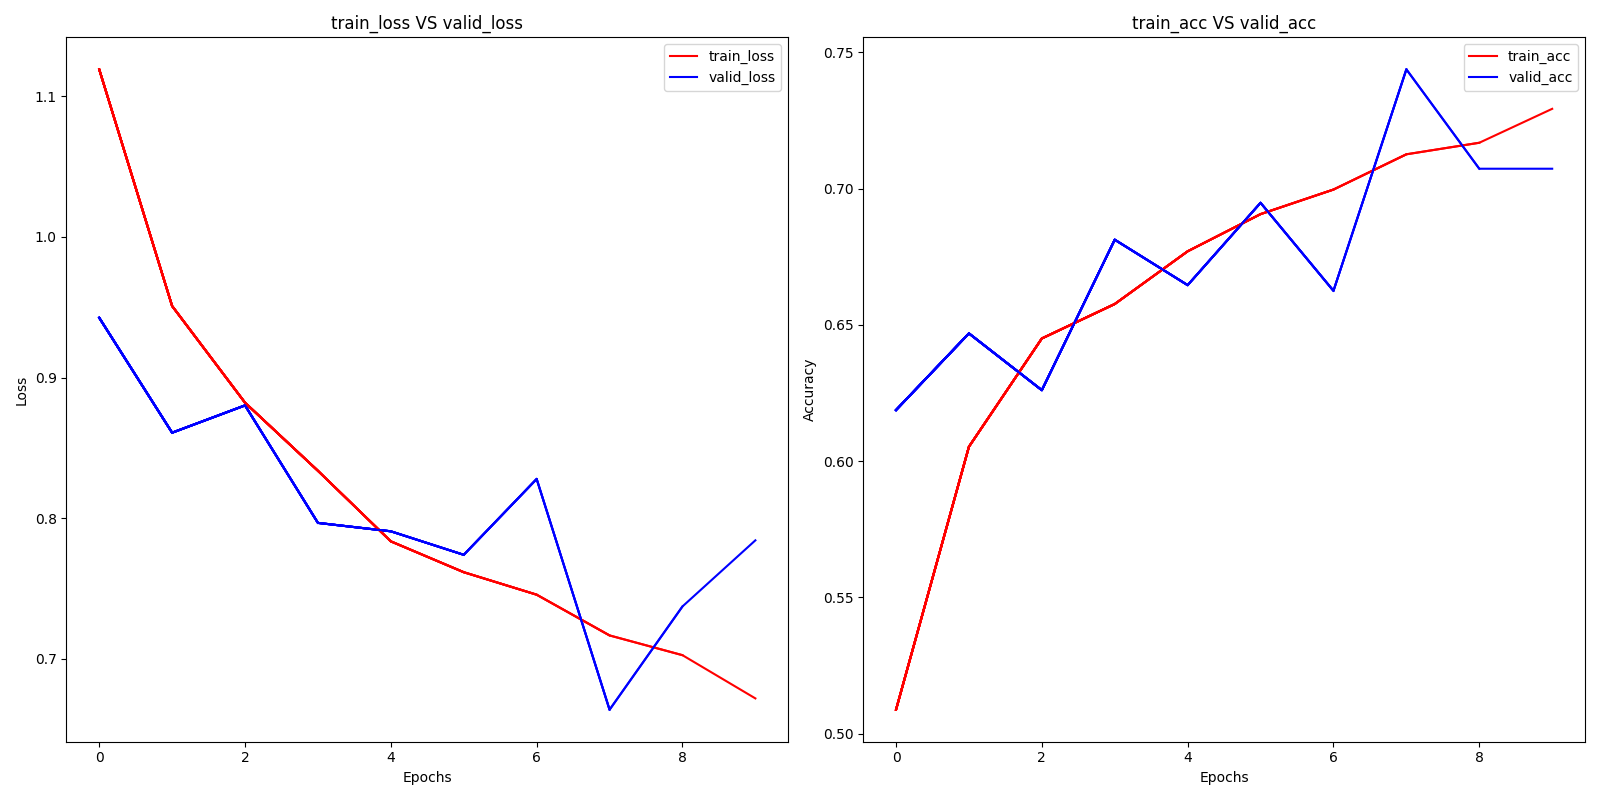 train_loss VS valid_loss
train_loss
valid_loss
1.1
1.0
0.9
0.8
0.7
Loss
0 2 4 6 8
Epochs
train_acc VS valid_acc
train_acc
valid_acc
0.75
0.70
0.65
0.60
0.55
0.50
Accuracy
0 2 4 6 8
Epochs